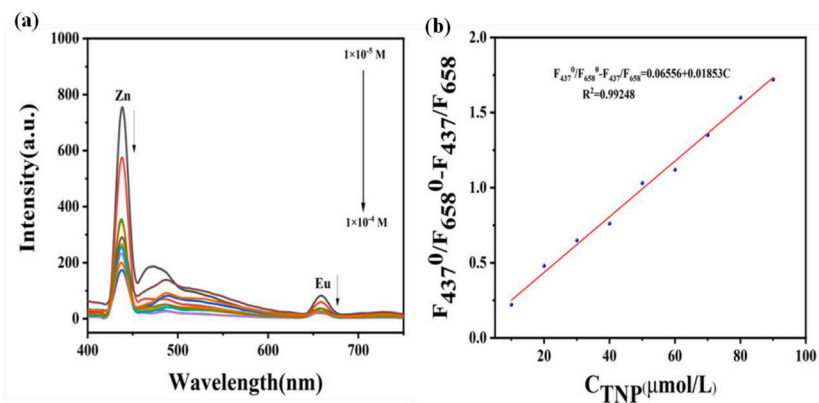 (a)
1000
800
600
400
200
0
Intensity(a.u.)
Zn
Eu
1×10⁻⁵ M
1×10⁻⁴ M
400
500
600
700
Wavelength(nm)
(b)
2.0
1.5
1.0
0.5
0.0
F₄₃₇⁰/F₆₅₈⁰-F₄₃₇/F₆₅₈
F₄₃₇⁰/F₆₅₈⁰-F₄₃₇/F₆₅₈=0.06556+0.01853C
R²=0.99248
20
40
60
80
100
C_TNP(μmol/L)